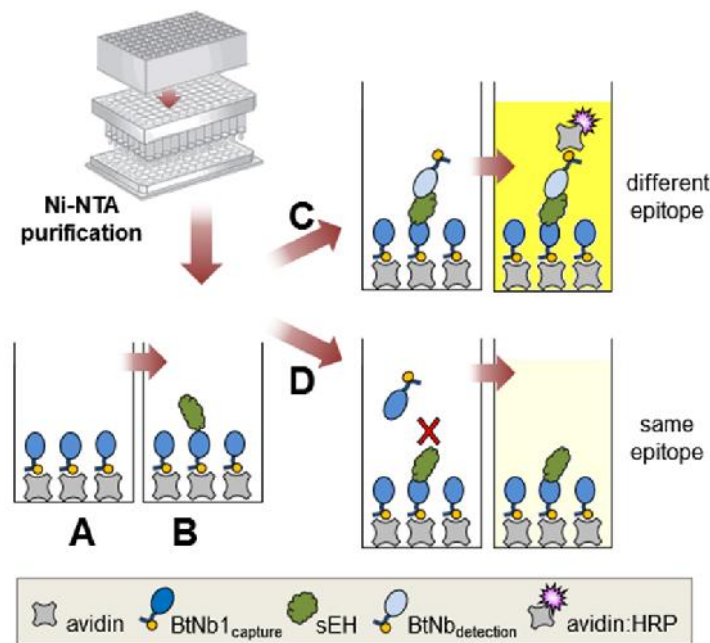 Ni-NTA
purification
C
different
epitope
D
same
epitope
A
B
avidin
BtNb1capture
sEH
BtNbdetection
avidin:HRP